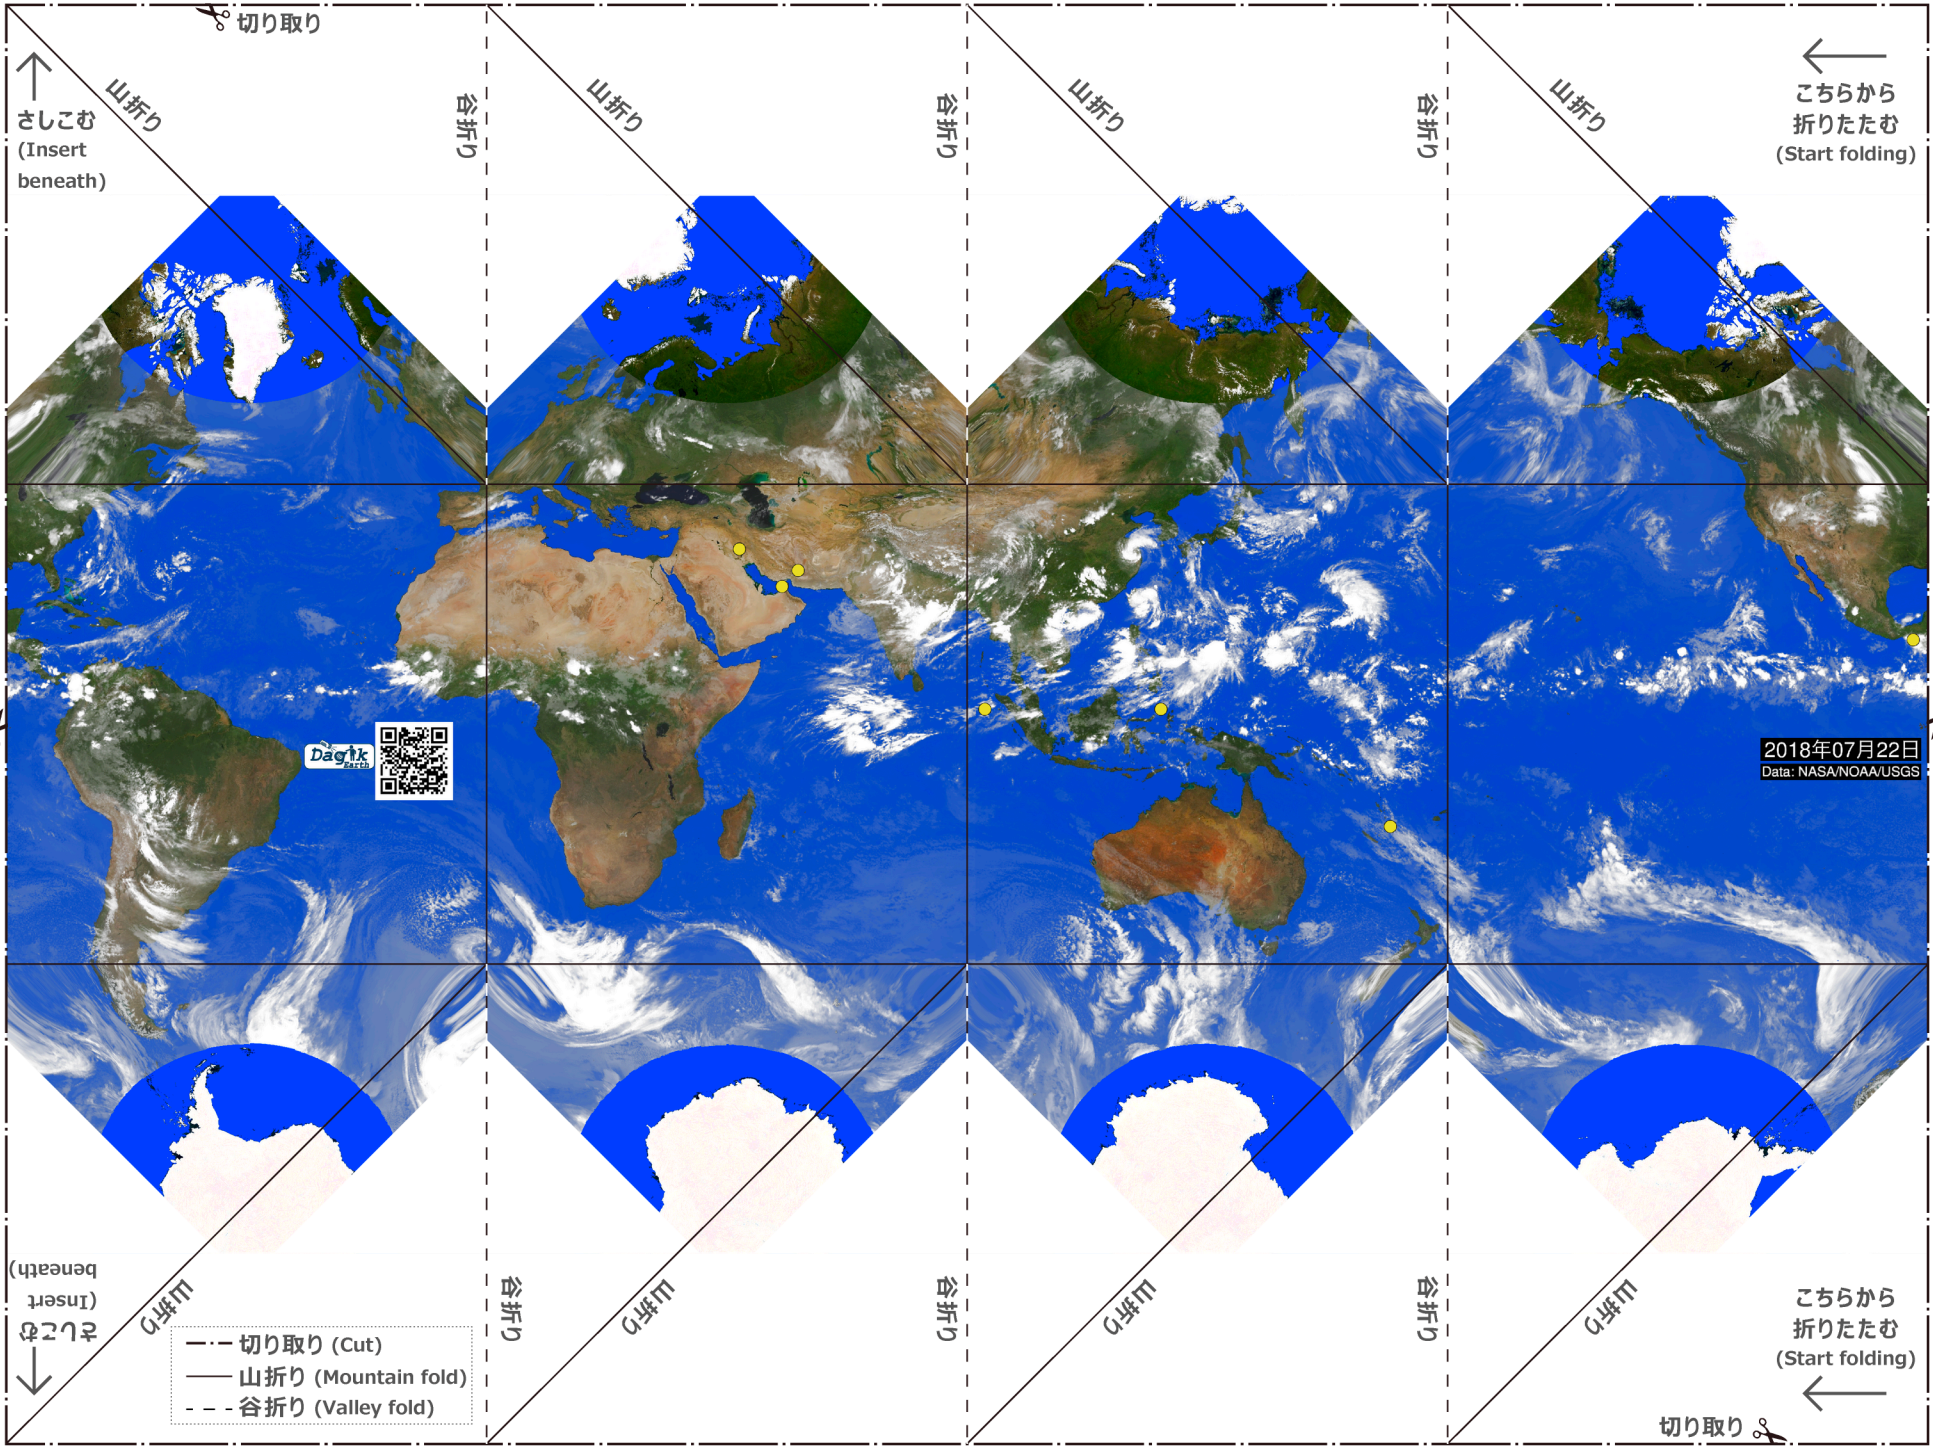 切り取り
山折り
谷折り
山折り
谷折り
山折り
谷折り
山折り
さしこむ
(Insert
beneath)
こちらから
折りたたむ
(Start folding)
Dagik
Earth
2018年07月22日
Data: NASA/NOAA/USGS
さしこむ
(Insert
beneath)
山折り
谷折り
山折り
谷折り
山折り
谷折り
山折り
切り取り (Cut)
山折り (Mountain fold)
谷折り (Valley fold)
こちらから
折りたたむ
(Start folding)
切り取り